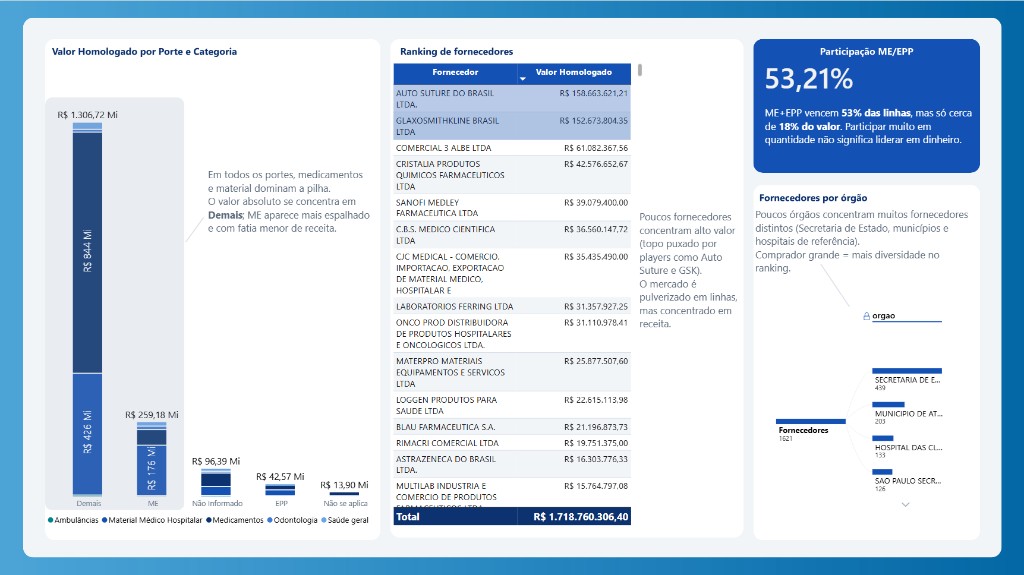 Valor Homologado por Porte e Categoria
R$ 1.306,72 Mi
R$ 844 Mi
R$ 426 Mi
R$ 259,18 Mi
R$ 176 Mi
R$ 96,39 Mi
R$ 42,57 Mi
R$ 13,90 Mi
Demais
ME
Não Informado
EPP
Não se aplica
Ambulâncias Material Médico Hospitalar Medicamentos Odontologia Saúde geral
Em todos os portes, medicamentos
e material dominam a pilha.
O valor absoluto se concentra em
Demais; ME aparece mais espalhado
e com fatia menor de receita.
Ranking de fornecedores
Fornecedor Valor Homologado
AUTO SUTURE DO BRASIL R$ 158.663.621,21
LTDA.
GLAXOSMITHKLINE BRASIL R$ 152.673.804,35
LTDA
COMERCIAL 3 ALBE LTDA R$ 61.082.367,56
CRISTALIA PRODUTOS R$ 42.576.652,67
QUIMICOS FARMACEUTICOS
LTDA
SANOFI MEDLEY R$ 39.079.400,00
FARMACEUTICA LTDA
C.B.S. MEDICO CIENTIFICA R$ 36.560.147,72
LTDA
CJC MEDICAL - COMERCIO, R$ 35.435.490,00
IMPORTACAO, EXPORTACAO
DE MATERIAL MEDICO,
HOSPITALAR E
LABORATORIOS FERRING LTDA R$ 31.357.927,25
ONCO PROD DISTRIBUIDORA R$ 31.110.978,41
DE PRODUTOS HOSPITALARES
E ONCOLOGICOS LTDA.
MATERPRO MATERIAIS R$ 25.877.507,60
EQUIPAMENTOS E SERVICOS
LTDA
LOGGEN PRODUTOS PARA R$ 22.615.113,98
SAUDE LTDA
BLAU FARMACEUTICA S.A. R$ 21.196.873,73
RIMACRI COMERCIAL LTDA R$ 19.751.375,00
ASTRAZENECA DO BRASIL R$ 16.303.776,33
LTDA.
MULTILAB INDUSTRIA E R$ 15.764.797,08
COMERCIO DE PRODUTOS
FARMACEUTICOS LTDA
Total R$ 1.718.760.306,40
Poucos fornecedores
concentram alto valor
(topo puxado por
players como Auto
Suture e GSK).
O mercado é
pulverizado em linhas,
mas concentrado em
receita.
Participação ME/EPP
53,21%
ME+EPP vencem 53% das linhas, mas só cerca
de 18% do valor. Participar muito em
quantidade não significa liderar em dinheiro.
Fornecedores por órgão
Poucos órgãos concentram muitos fornecedores
distintos (Secretaria de Estado, municípios e
hospitais de referência).
Comprador grande = mais diversidade no
ranking.
orgao
Fornecedores
1621
SECRETARIA DE E...
439
MUNICIPIO DE AT...
203
HOSPITAL DAS CL...
133
SAO PAULO SECR...
126